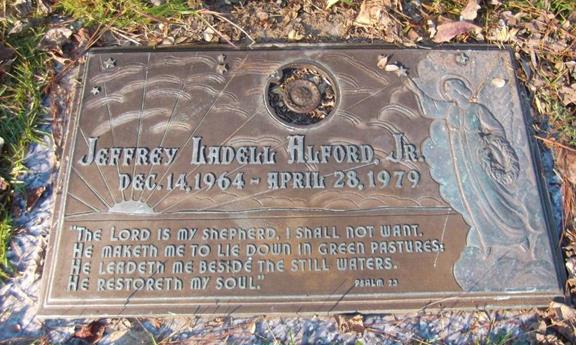 Jeffrey Ladell Alford, Jr.
Dec. 14, 1964 - April 28, 1979
"The Lord is my shepherd, I shall not want.
He maketh me to lie down in green pastures;
He leadeth me beside the still waters.
He restoreth my soul."
Psalm 23